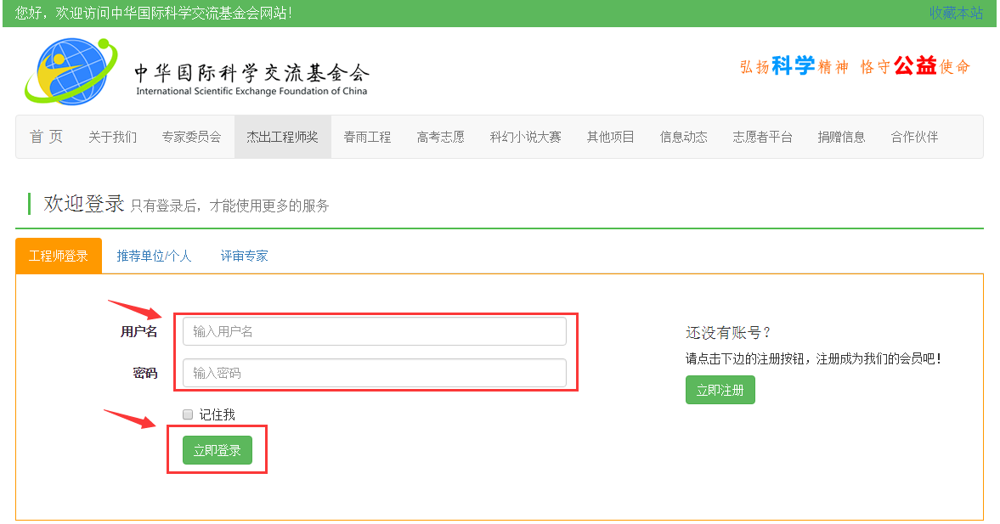 您好，欢迎访问中华国际科学交流基金会网站！ 收藏本站
中华国际科学交流基金会
International Scientific Exchange Foundation of China
弘扬科学精神 恪守公益使命
首 页 关于我们 专家委员会 杰出工程师奖 春雨工程 高考志愿 科幻小说大赛 其他项目 信息动态 志愿者平台 捐赠信息 合作伙伴
欢迎登录 只有登录后，才能使用更多的服务
工程师登录 推荐单位/个人 评审专家
用户名 输入用户名
密码 输入密码
记住我
立即登录
还没有账号？
请点击下边的注册按钮，注册成为我们的会员吧！
立即注册